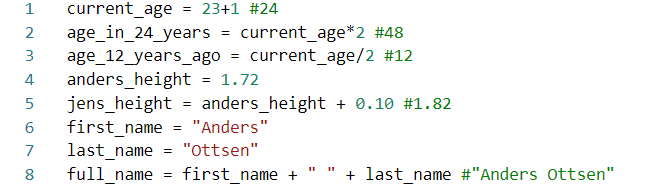 1 current_age = 23+1 #24
2 age_in_24_years = current_age*2 #48
3 age_12_years_ago = current_age/2 #12
4 anders_height = 1.72
5 jens_height = anders_height + 0.10 #1.82
6 first_name = "Anders"
7 last_name = "Ottsen"
8 full_name = first_name + " " + last_name #"Anders Ottsen"